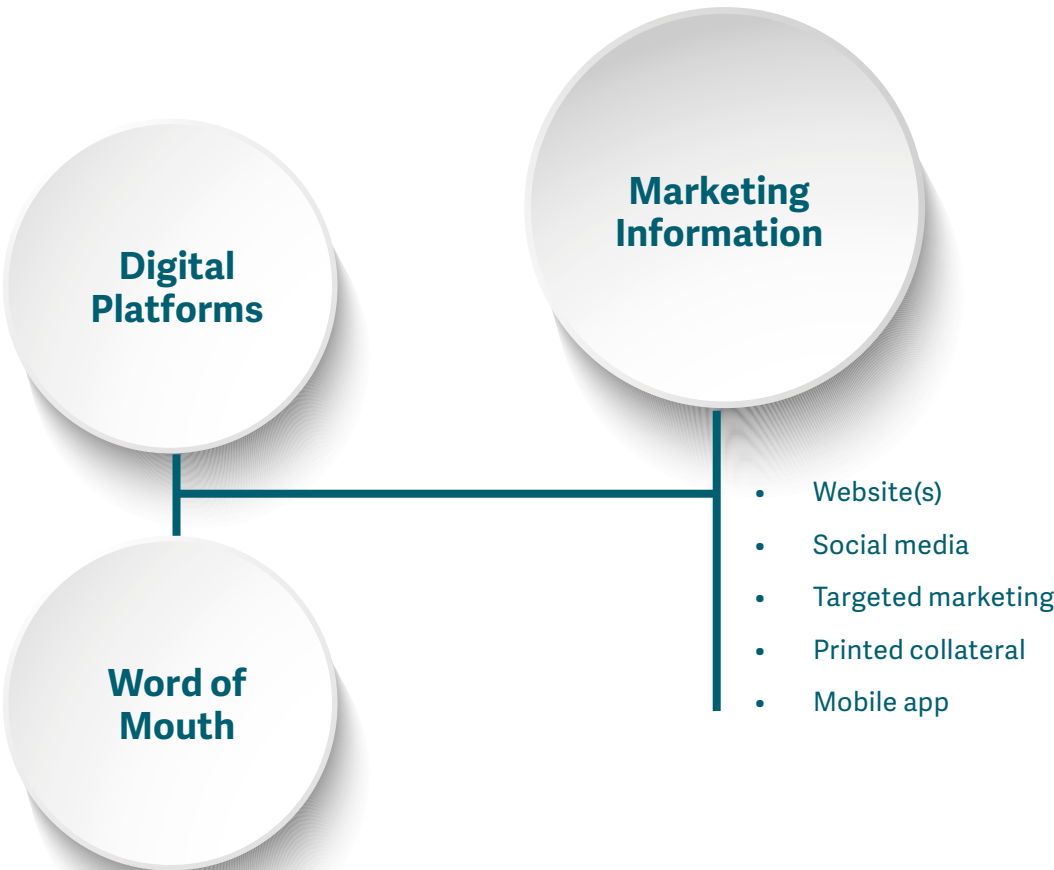 Digital
Platforms
Marketing
Information
• Website(s)
• Social media
• Targeted marketing
• Printed collateral
• Mobile app
Word of
Mouth